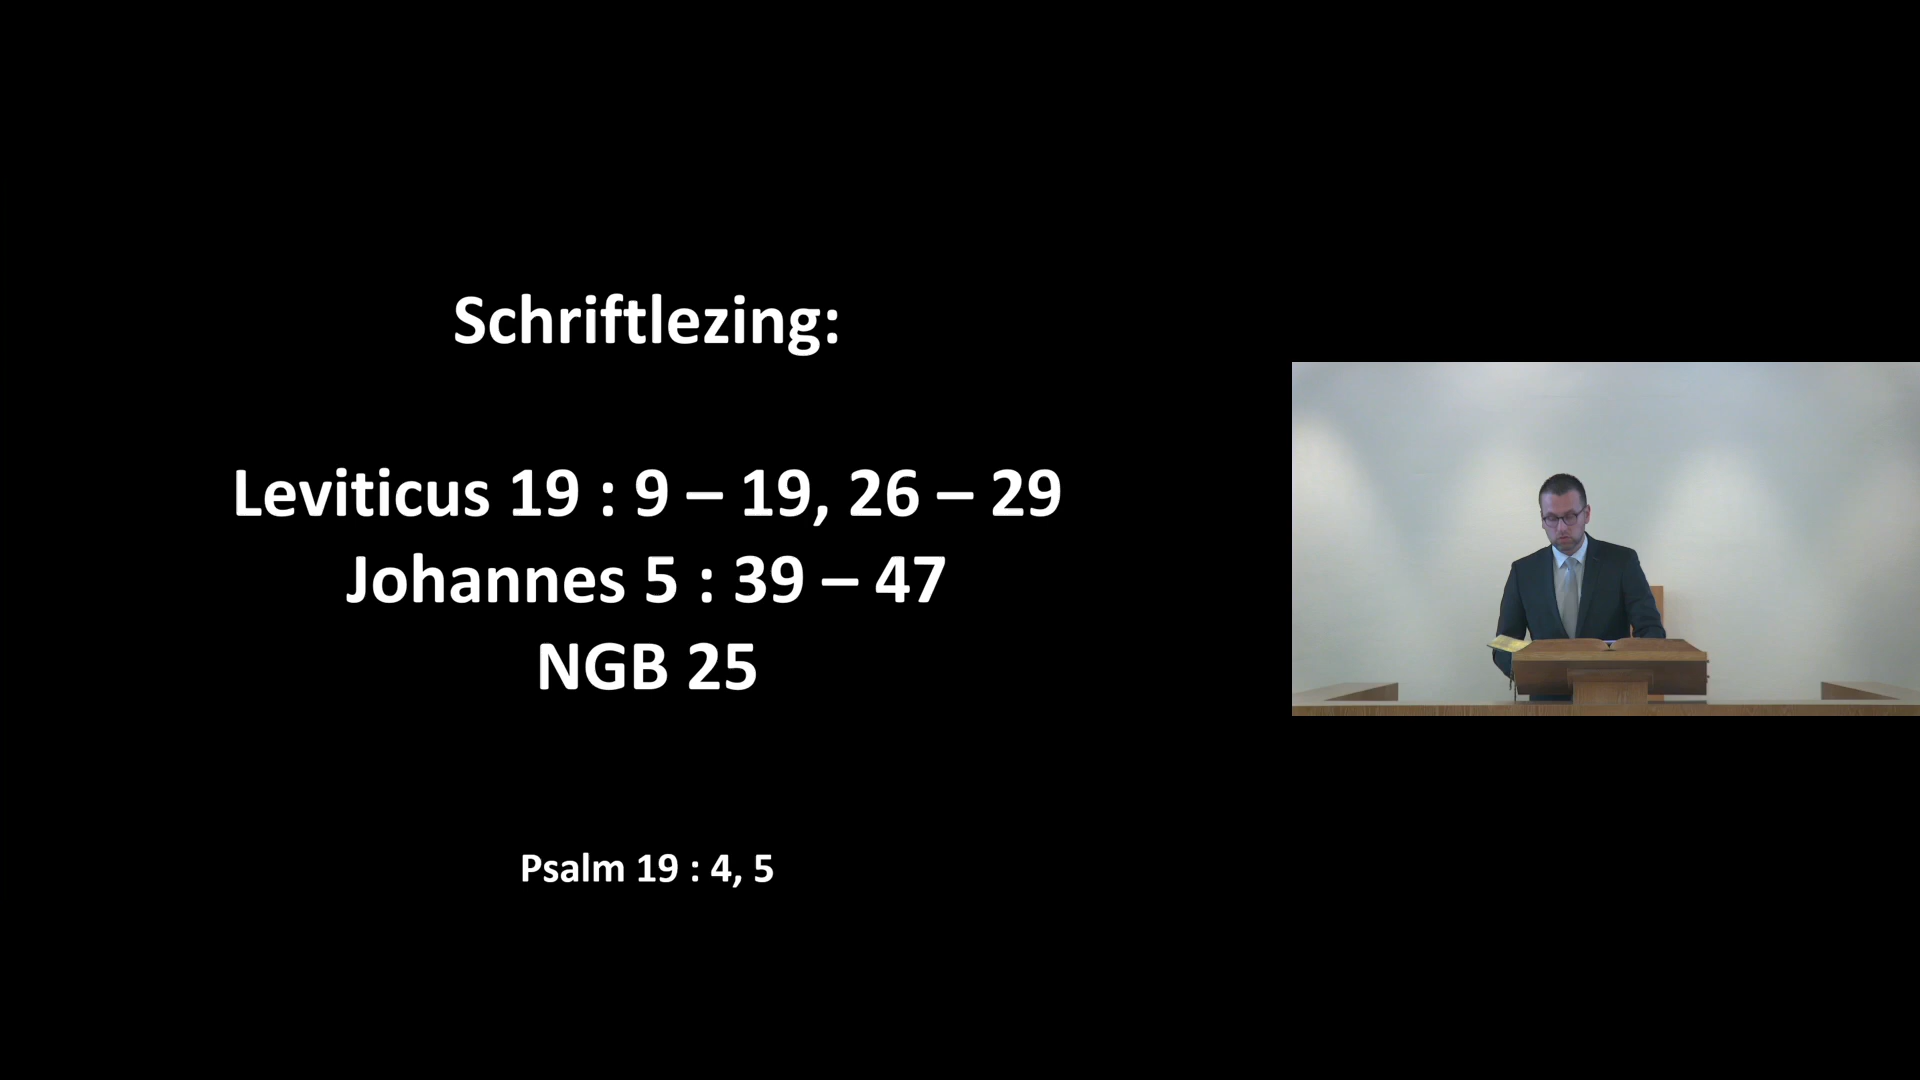 Schriftlezing:
Leviticus 19 : 9 – 19, 26 – 29
Johannes 5 : 39 – 47
NGB 25
Psalm 19 : 4, 5